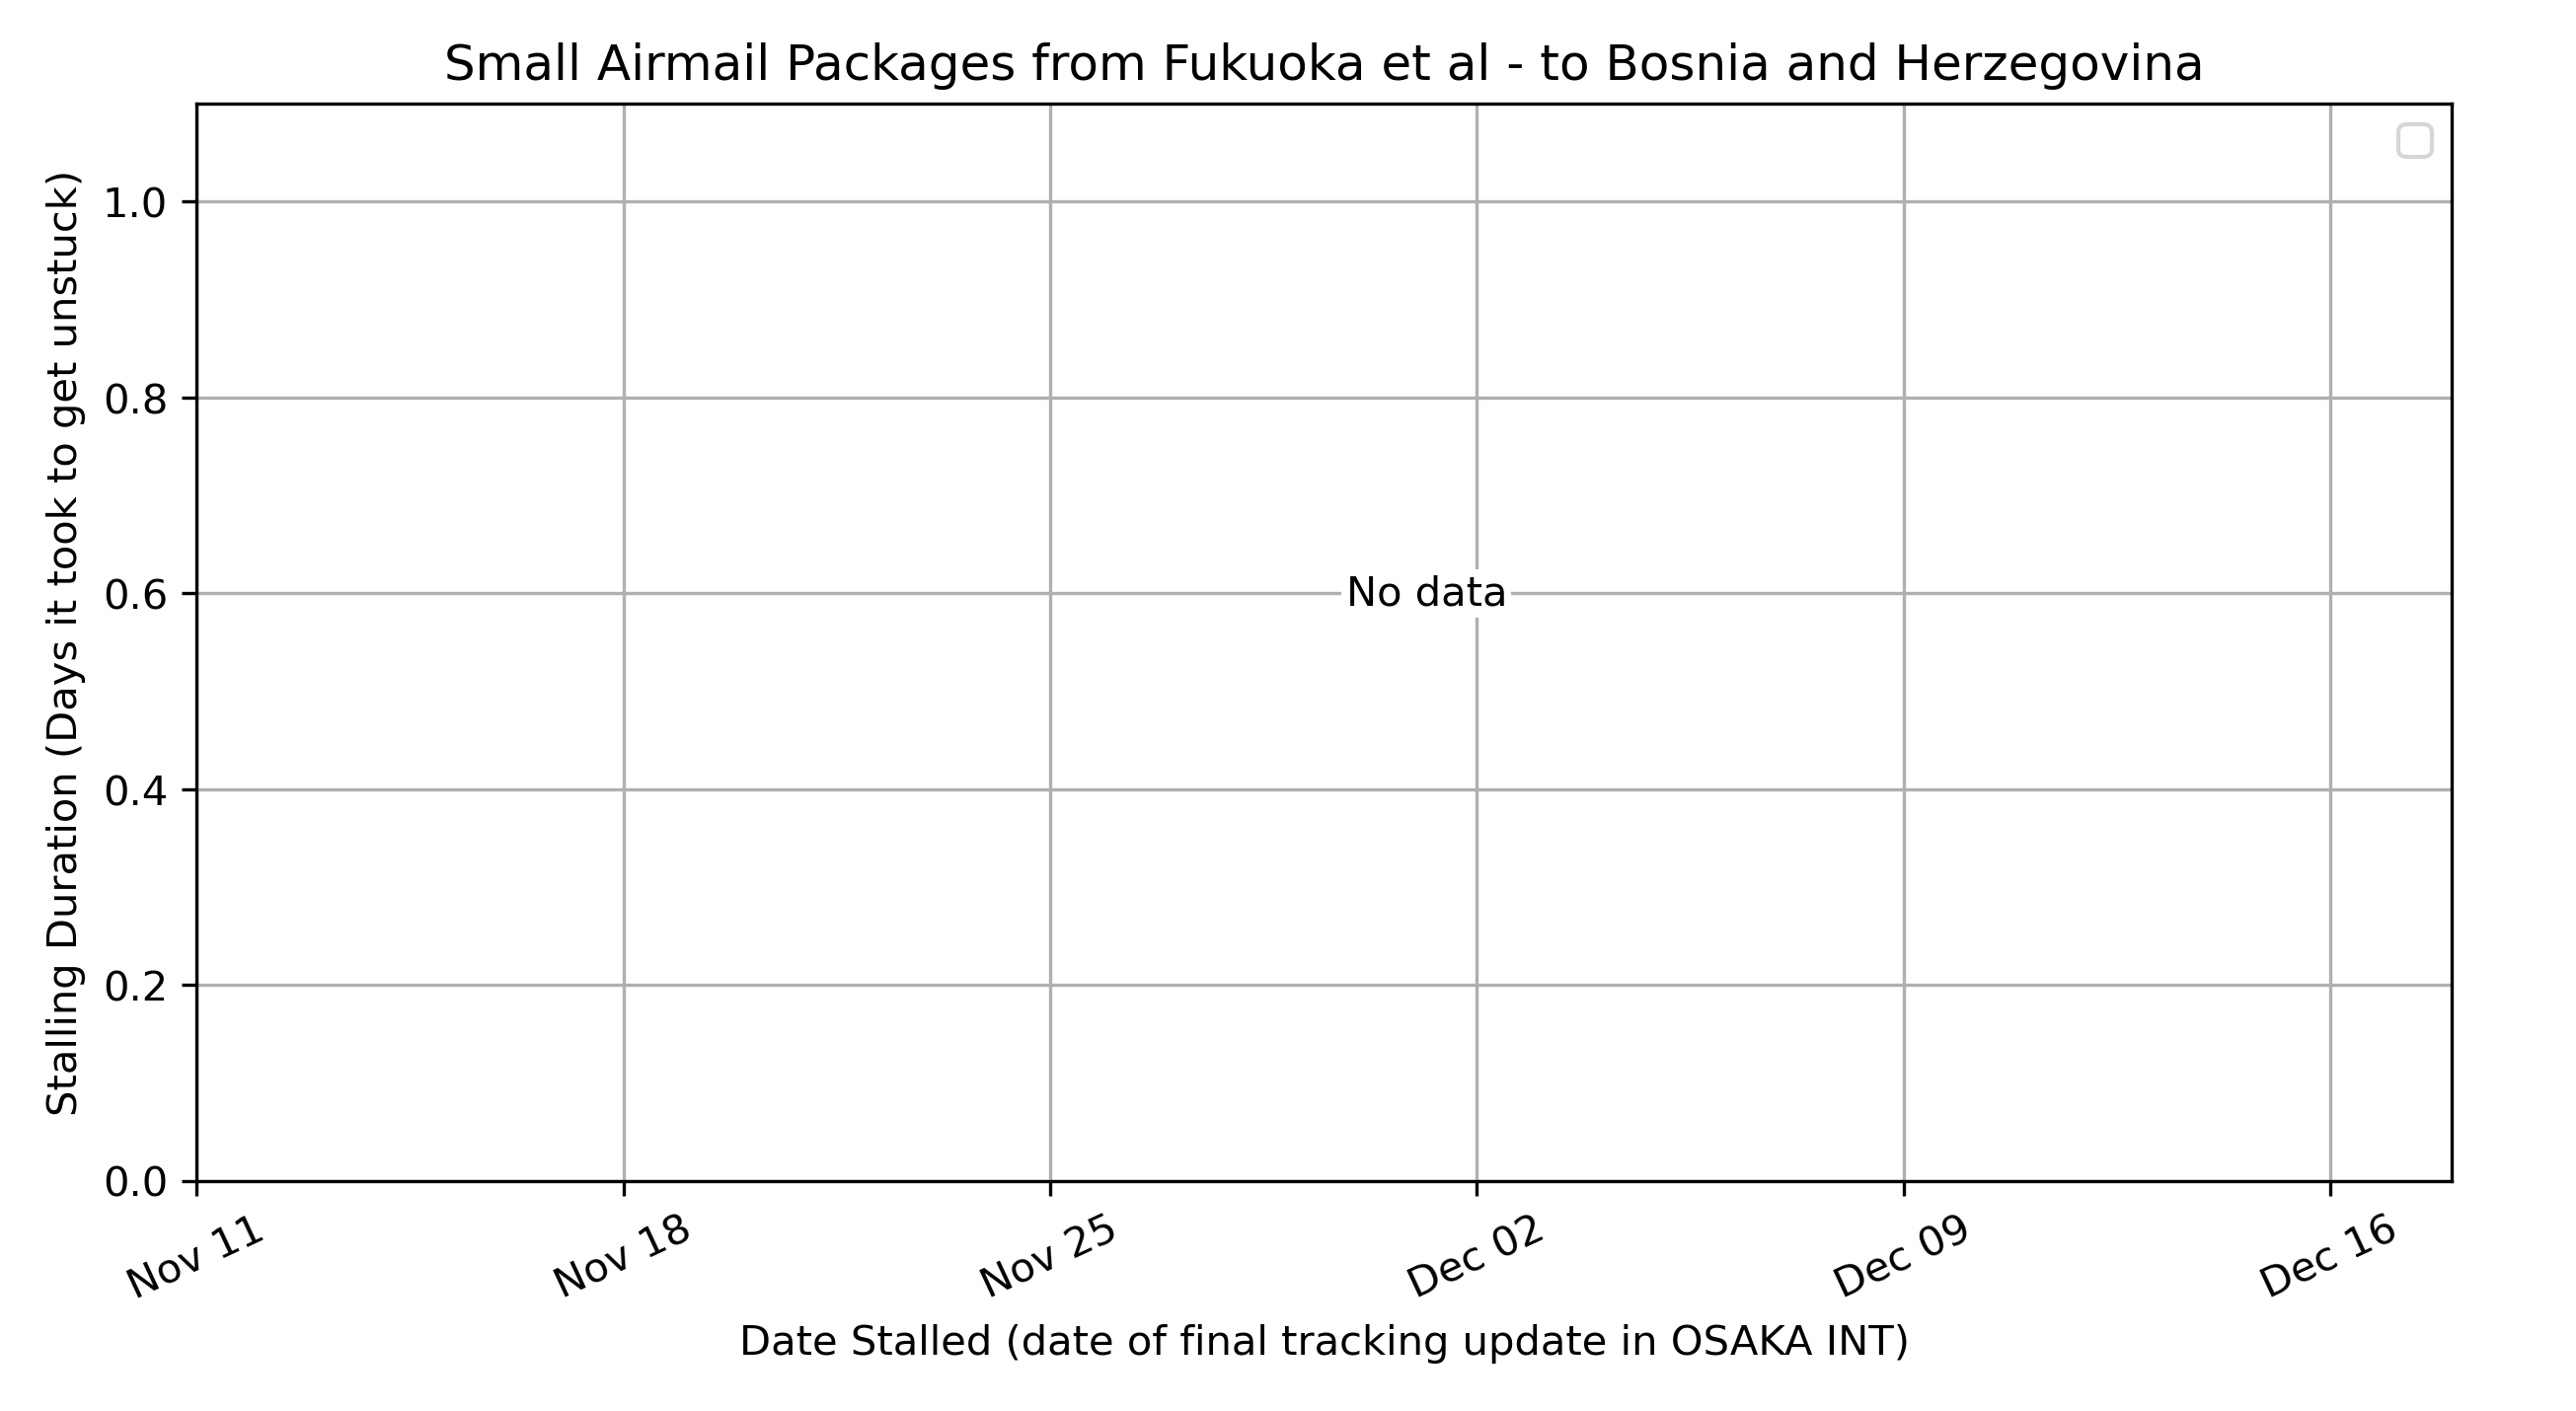 Small Airmail Packages from Fukuoka et al - to Bosnia and Herzegovina
Stalling Duration (Days it took to get unstuck)
1.0
0.8
0.6
0.4
0.2
0.0
No data
Nov 11
Nov 18
Nov 25
Dec 02
Dec 09
Dec 16
Date Stalled (date of final tracking update in OSAKA INT)